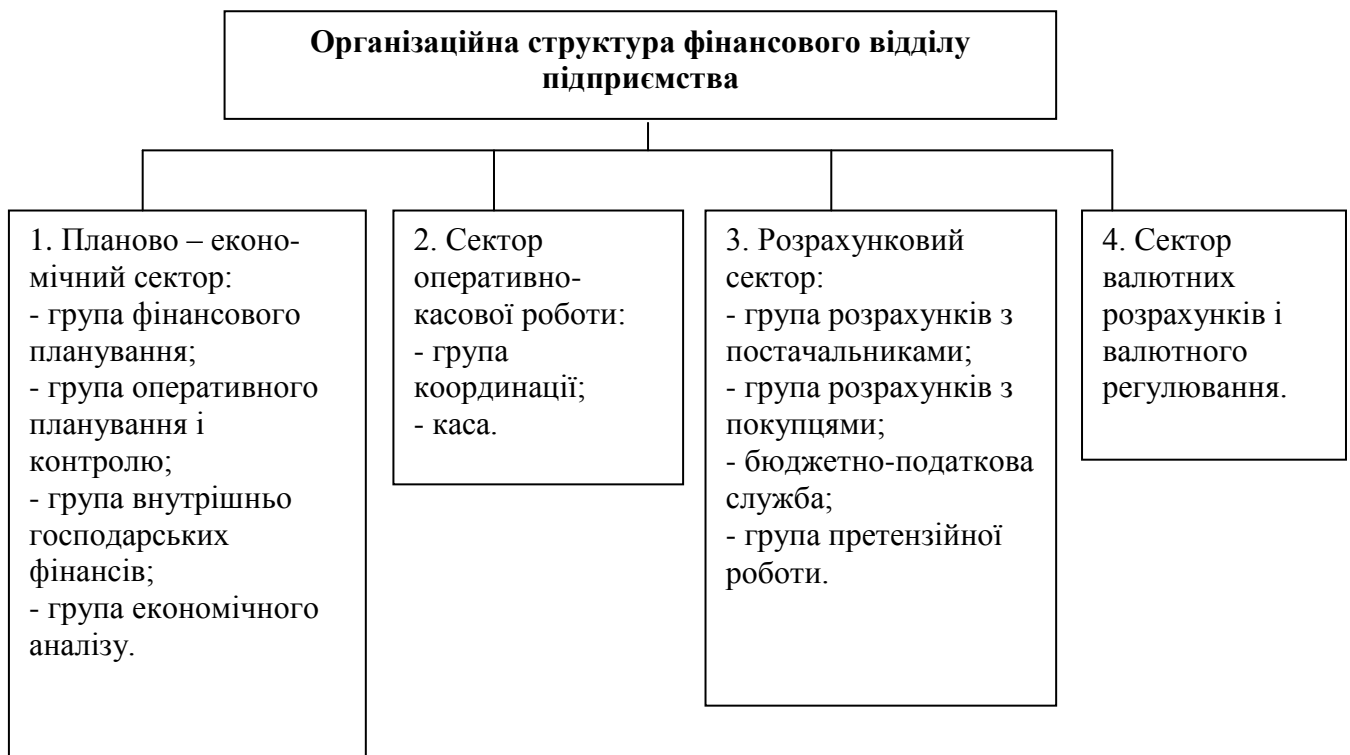 Організаційна структура фінансового відділу
підприємства
1. Планово – еконо-
мічний сектор:
- група фінансового
планування;
- група оперативного
планування і
контролю;
- група внутрішньо
господарських
фінансів;
- група економічного
аналізу.
2. Сектор
оперативно-
касової роботи:
- група
координації;
- каса.
3. Розрахунковий
сектор:
- група розрахунків з
постачальниками;
- група розрахунків з
покупцями;
- бюджетно-податкова
служба;
- група претензійної
роботи.
4. Сектор
валютних
розрахунків і
валютного
регулювання.